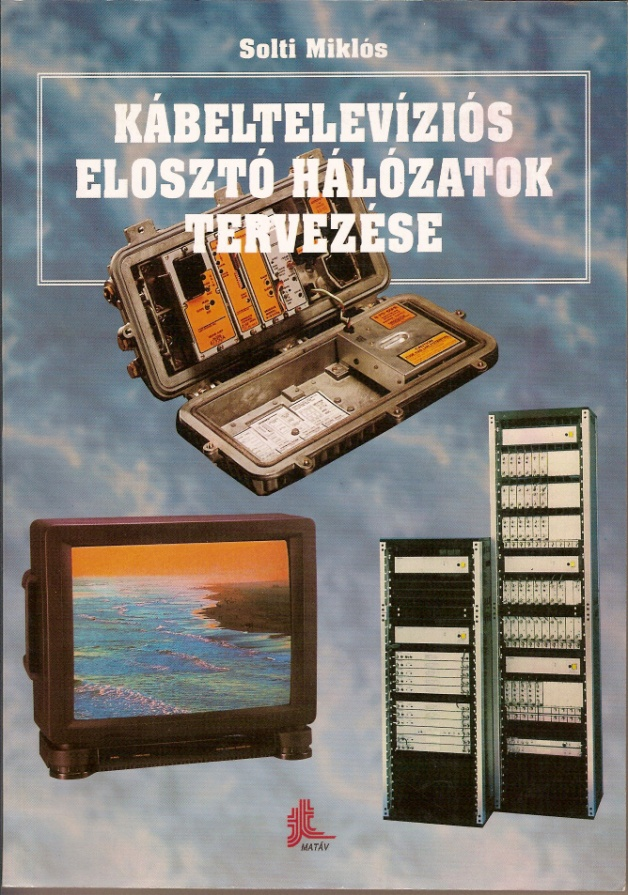 Solti Miklós
KÁBELTELEVÍZIÓS
ELOSZTÓ HÁLÓZATOK
TERVEZÉSE
MATÁV